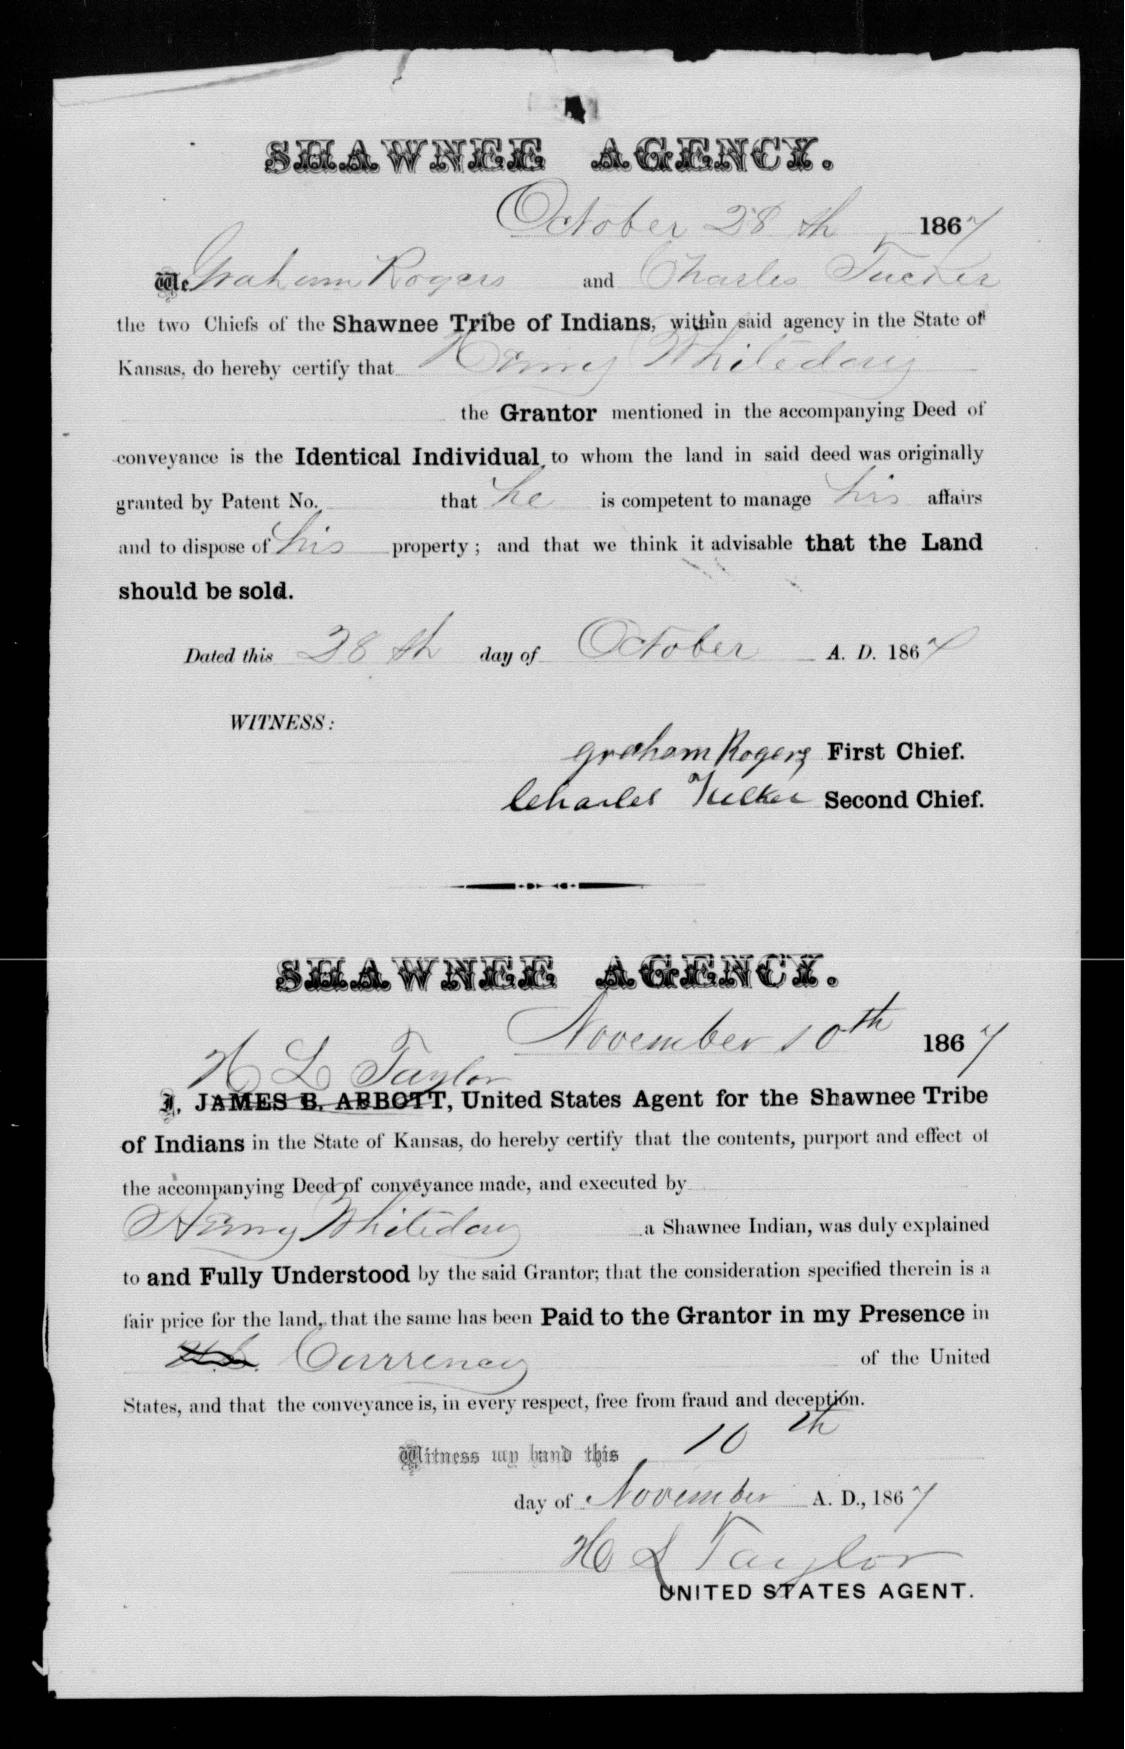 SHAWNEE AGENCY.
October 28th 1867
We Graham Rogers and Charles Tucker
the two Chiefs of the Shawnee Tribe of Indians, within said agency in the State of
Kansas, do hereby certify that Henry Whiteday
the Grantor mentioned in the accompanying Deed of
conveyance is the Identical Individual, to whom the land in said deed was originally
granted by Patent No. that he is competent to manage his affairs
and to dispose of his property; and that we think it advisable that the Land
should be sold.
Dated this 28th day of October A. D. 1867
WITNESS:
Graham Rogers First Chief.
Charles Tucker Second Chief.
SHAWNEE AGENCY.
November 10th 1867
H L Taylor
I, JAMES B. ABBOTT, United States Agent for the Shawnee Tribe
of Indians in the State of Kansas, do hereby certify that the contents, purport and effect of
the accompanying Deed of conveyance made, and executed by
Henry Whiteday a Shawnee Indian, was duly explained
to and Fully Understood by the said Grantor; that the consideration specified therein is a
fair price for the land, that the same has been Paid to the Grantor in my Presence in
Currency of the United
States, and that the conveyance is, in every respect, free from fraud and deception.
Witness my hand this 10th
day of November A. D., 1867
H L Taylor
UNITED STATES AGENT.